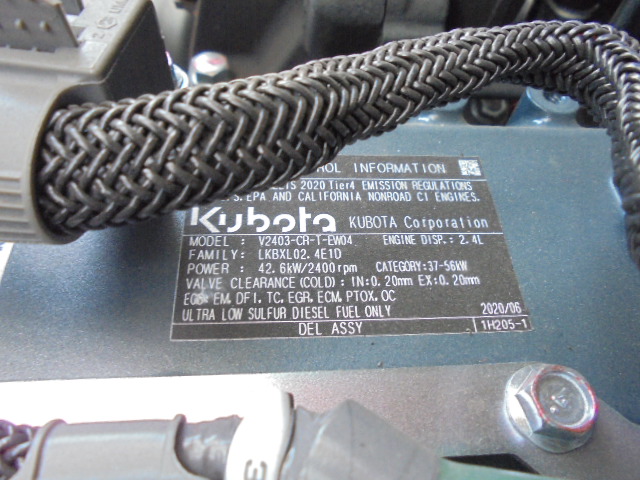 ROL INFORMATION
EETS 2020 Tier4 EMISSION REGULATIONS
S. EPA AND CALIFORNIA NONROAD CI ENGINES.
Kubota KUBOTA Corporation
MODEL : V2403-CR-T-EW04 ENGINE DISP.: 2.4L
FAMILY: LKBXL02.4E1D
POWER : 42.6kW/2400rpm CATEGORY:37-56kW
VALVE CLEARANCE (COLD) : IN:0.20mm EX:0.20mm
ECS: EM, DFI, TC, EGR, ECM, PTOX, OC
ULTRA LOW SULFUR DIESEL FUEL ONLY 2020/06
DEL ASSY 1H205-1
3